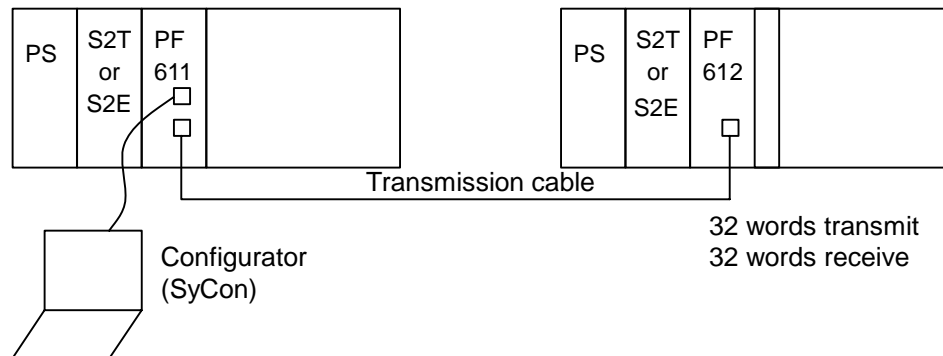 PS
S2T
or
S2E
PF
611
PS
S2T
or
S2E
PF
612
Transmission cable
32 words transmit
32 words receive
Configurator
(SyCon)